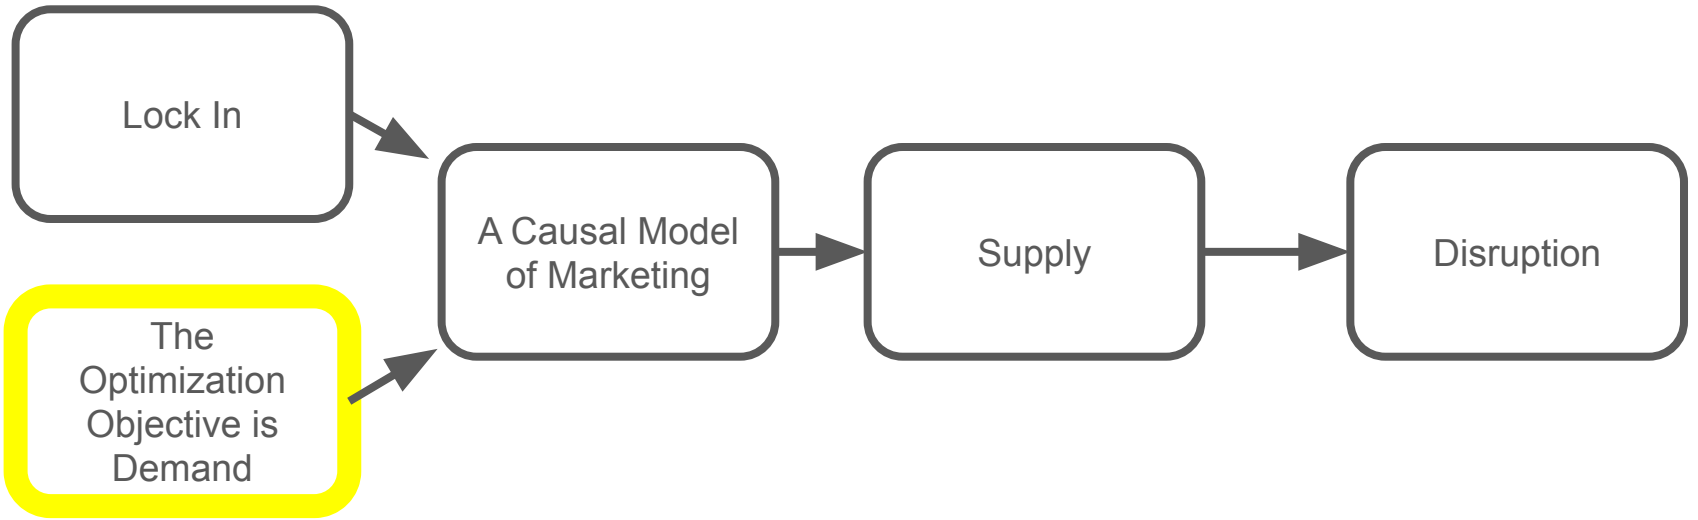 Lock In
The
Optimization
Objective is
Demand
A Causal Model
of Marketing
Supply
Disruption